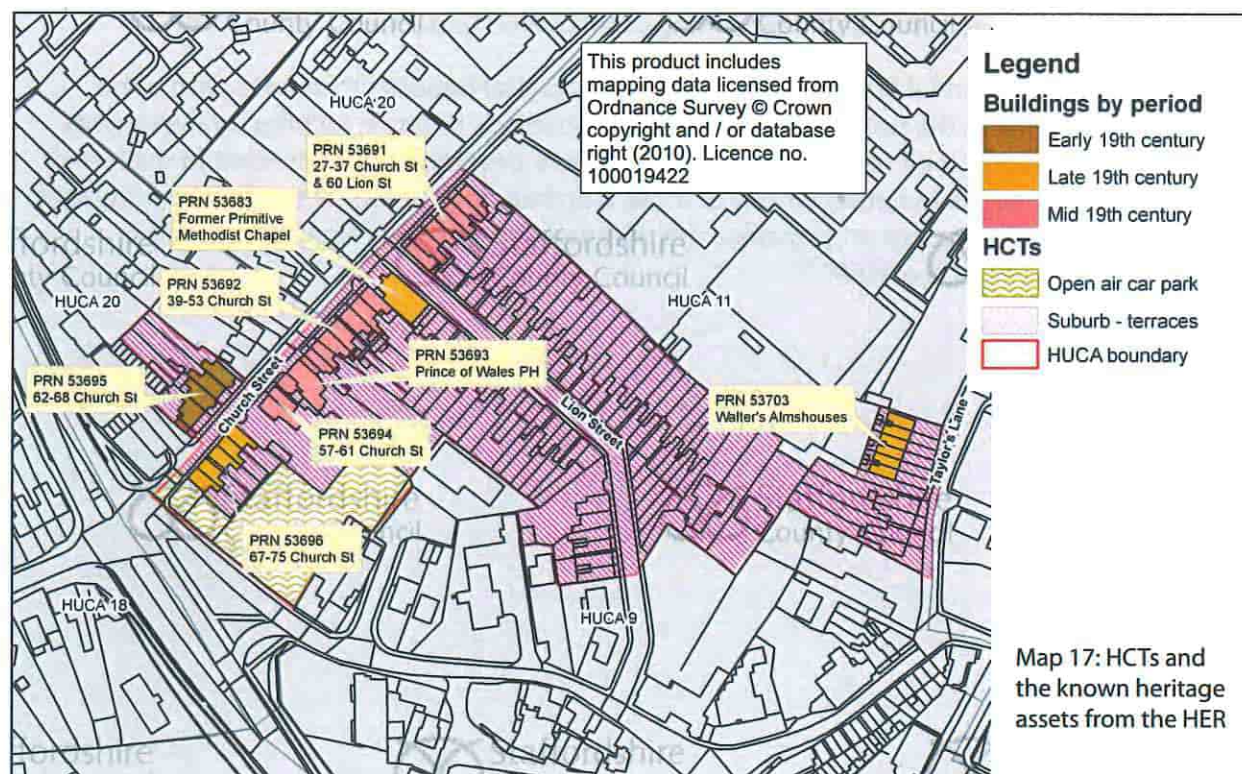 County Council
County Council
This product includes
mapping data licensed from
Ordnance Survey © Crown
copyright and / or database
right (2010). Licence no.
100019422
HUCA 20
PRN 53691
27-37 Church St
& 60 Lion St
PRN 53683
Former Primitive
Methodist Chapel
PRN 53692
39-53 Church St
HUCA 20
HUCA 11
PRN 53695
62-68 Church St
Church Street
PRN 53693
Prince of Wales PH
PRN 53694
57-61 Church St
Lion Street
PRN 53703
Walter's Almshouses
Taylor's Lane
PRN 53696
67-75 Church St
HUCA 18
HUCA 9
Staffordshire
Legend
Buildings by period
Early 19th century
Late 19th century
Mid 19th century
HCTs
Open air car park
Suburb - terraces
HUCA boundary
Map 17: HCTs and
the known heritage
assets from the HER